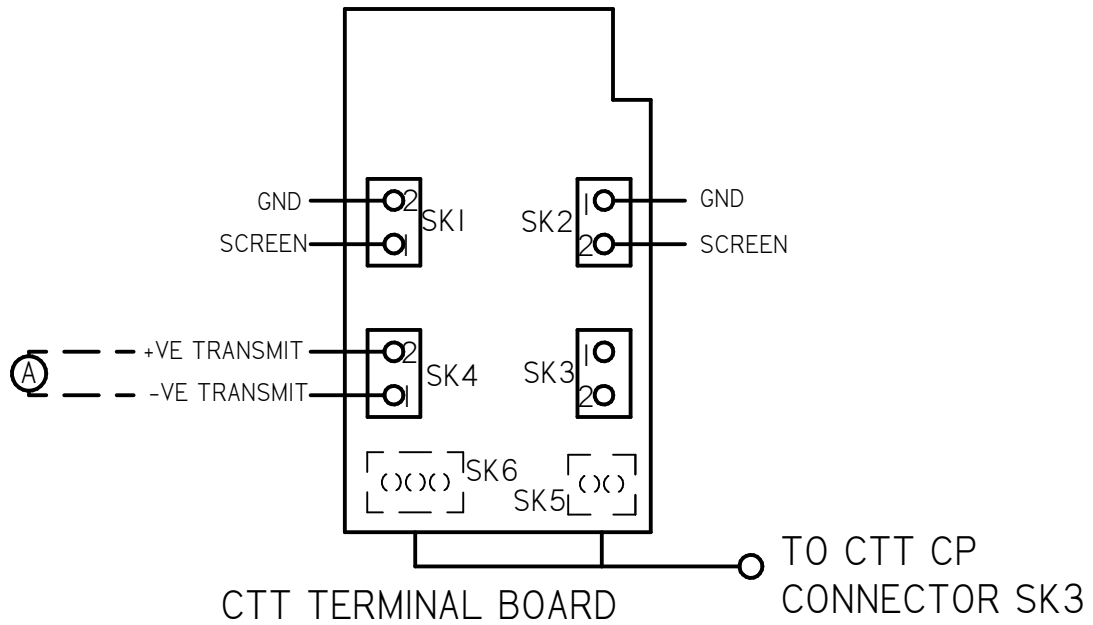 GND 2 SK1 SK2 1 GND
SCREEN 1 2 SCREEN
+VE TRANSMIT 2 SK4 SK3 1
A
-VE TRANSMIT 1 2
SK6 SK5
TO CTT CP
CONNECTOR SK3
CTT TERMINAL BOARD